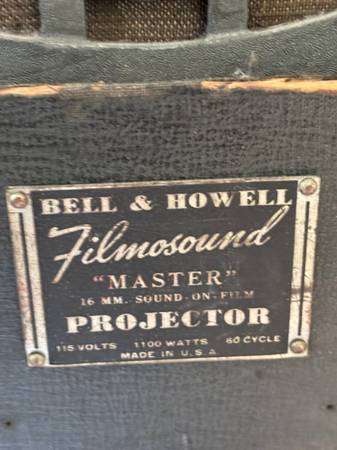 BELL & HOWELL
Filmosound
"MASTER"
16 MM. SOUND-ON-FILM
PROJECTOR
115 VOLTS 1100 WATTS 60 CYCLE
MADE IN U.S.A.